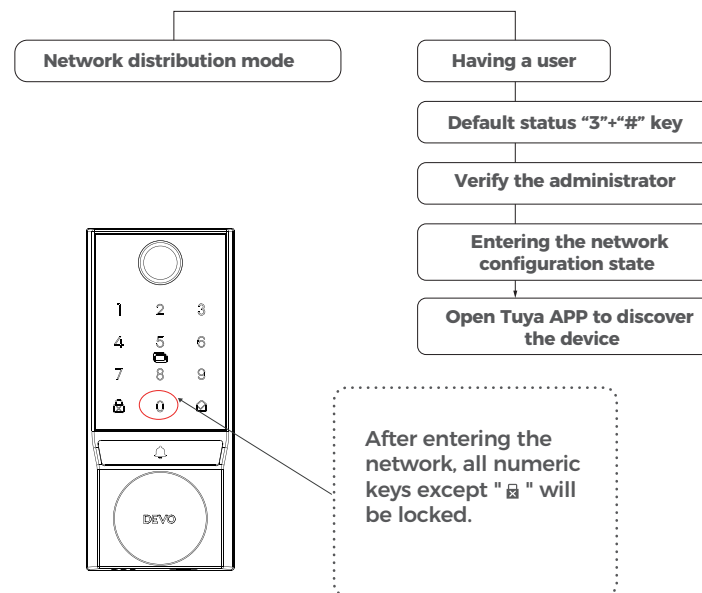 Network distribution mode
Having a user
Default status “3”+“#” key
Verify the administrator
Entering the network
configuration state
Open Tuya APP to discover
the device
1 2 3
4 5 6
7 8 9
0
DEVO
After entering the
network, all numeric
keys except " " will
be locked.